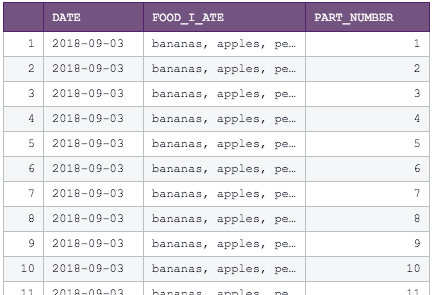 DATE FOOD_I_ATE PART_NUMBER
1 2018-09-03 bananas, apples, pe… 1
2 2018-09-03 bananas, apples, pe… 2
3 2018-09-03 bananas, apples, pe… 3
4 2018-09-03 bananas, apples, pe… 4
5 2018-09-03 bananas, apples, pe… 5
6 2018-09-03 bananas, apples, pe… 6
7 2018-09-03 bananas, apples, pe… 7
8 2018-09-03 bananas, apples, pe… 8
9 2018-09-03 bananas, apples, pe… 9
10 2018-09-03 bananas, apples, pe… 10
11 2018-09-03 bananas, apples, pe… 11